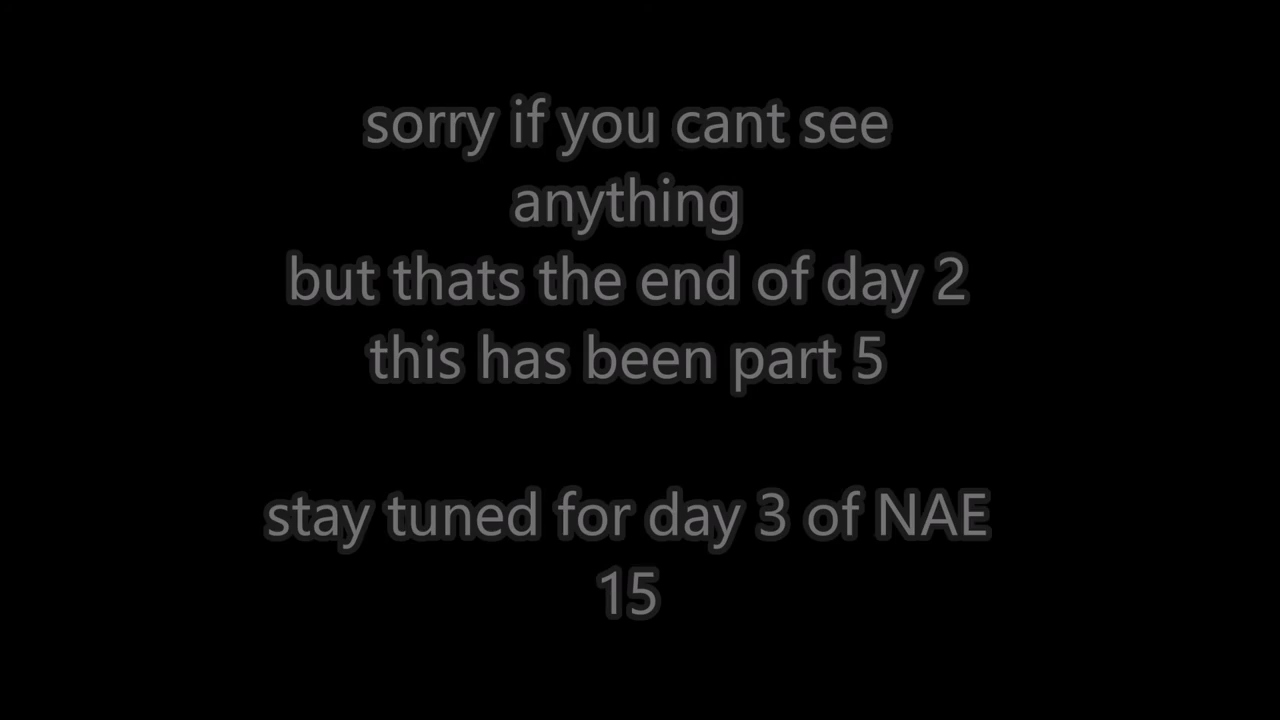 sorry if you cant see
anything
but thats the end of day 2
this has been part 5
stay tuned for day 3 of NAE
15